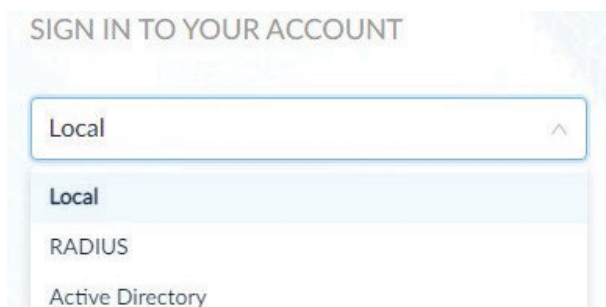 SIGN IN TO YOUR ACCOUNT
Local
Local
RADIUS
Active Directory